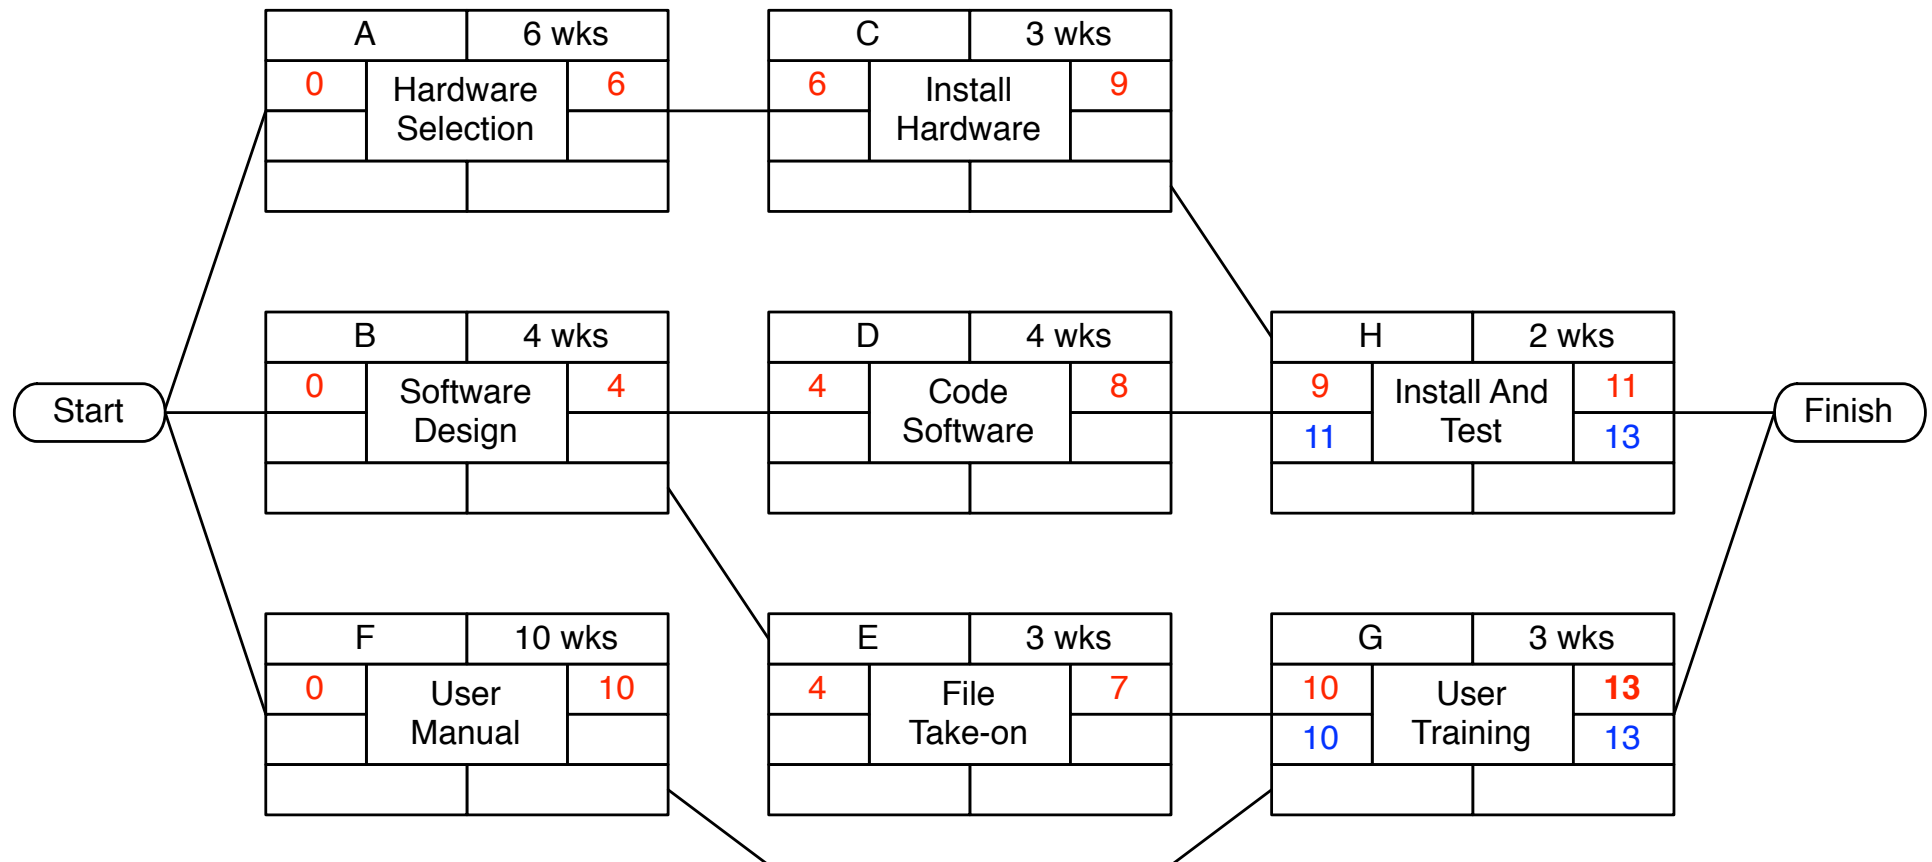 A 6 wks
0 Hardware Selection 6
C 3 wks
6 Install Hardware 9
Start
B 4 wks
0 Software Design 4
D 4 wks
4 Code Software 8
H 2 wks
9 Install And Test 11
11 13
Finish
F 10 wks
0 User Manual 10
E 3 wks
4 File Take-on 7
G 3 wks
10 User Training 13
10 13